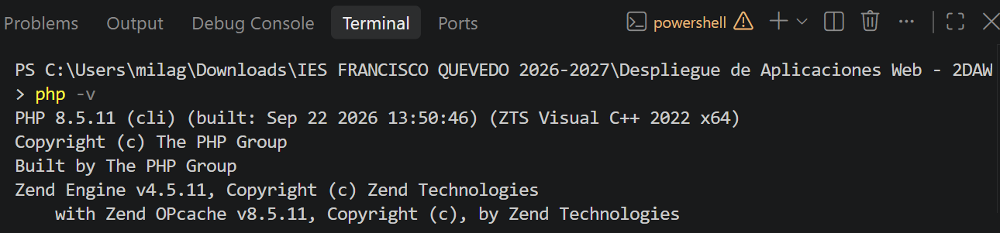 Problems Output Debug Console Terminal Ports powershell
PS C:\Users\milag\Downloads\IES FRANCISCO QUEVEDO 2026-2027\Despliegue de Aplicaciones Web - 2DAW
> php -v
PHP 8.5.11 (cli) (built: Sep 22 2026 13:50:46) (ZTS Visual C++ 2022 x64)
Copyright (c) The PHP Group
Built by The PHP Group
Zend Engine v4.5.11, Copyright (c) Zend Technologies
    with Zend OPcache v8.5.11, Copyright (c), by Zend Technologies